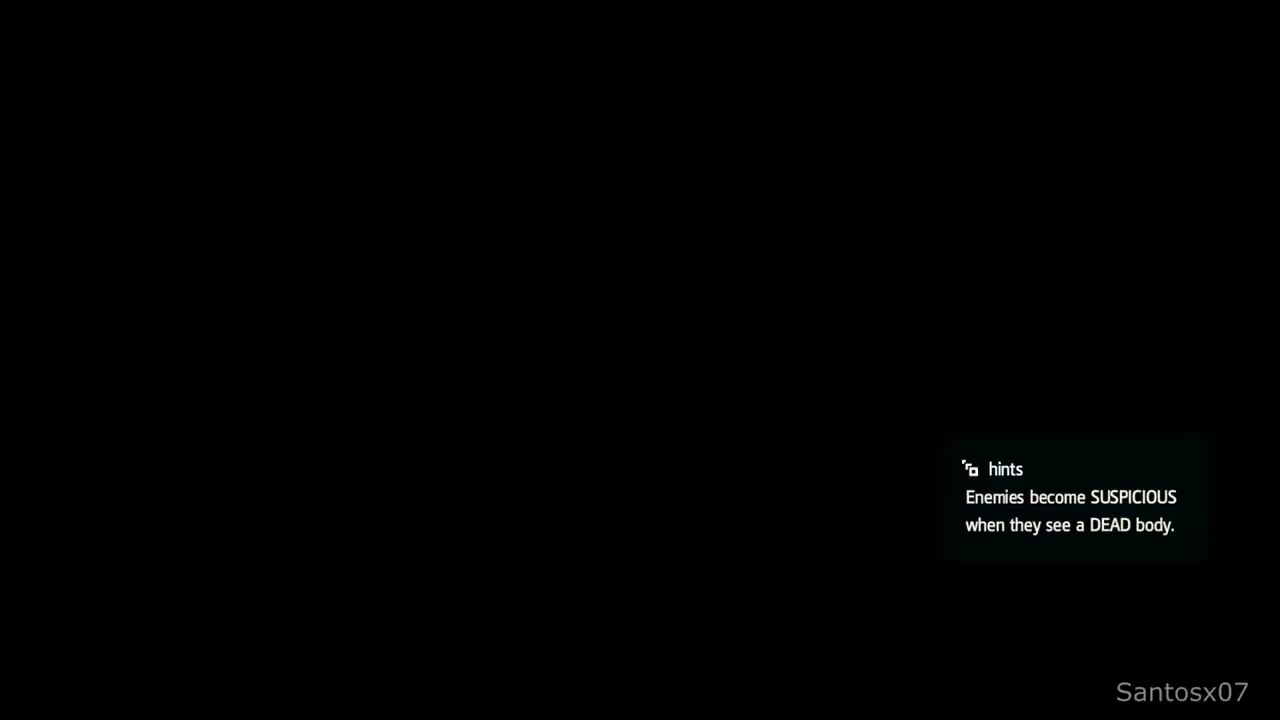 hints
Enemies become SUSPICIOUS
when they see a DEAD body.
Santosx07